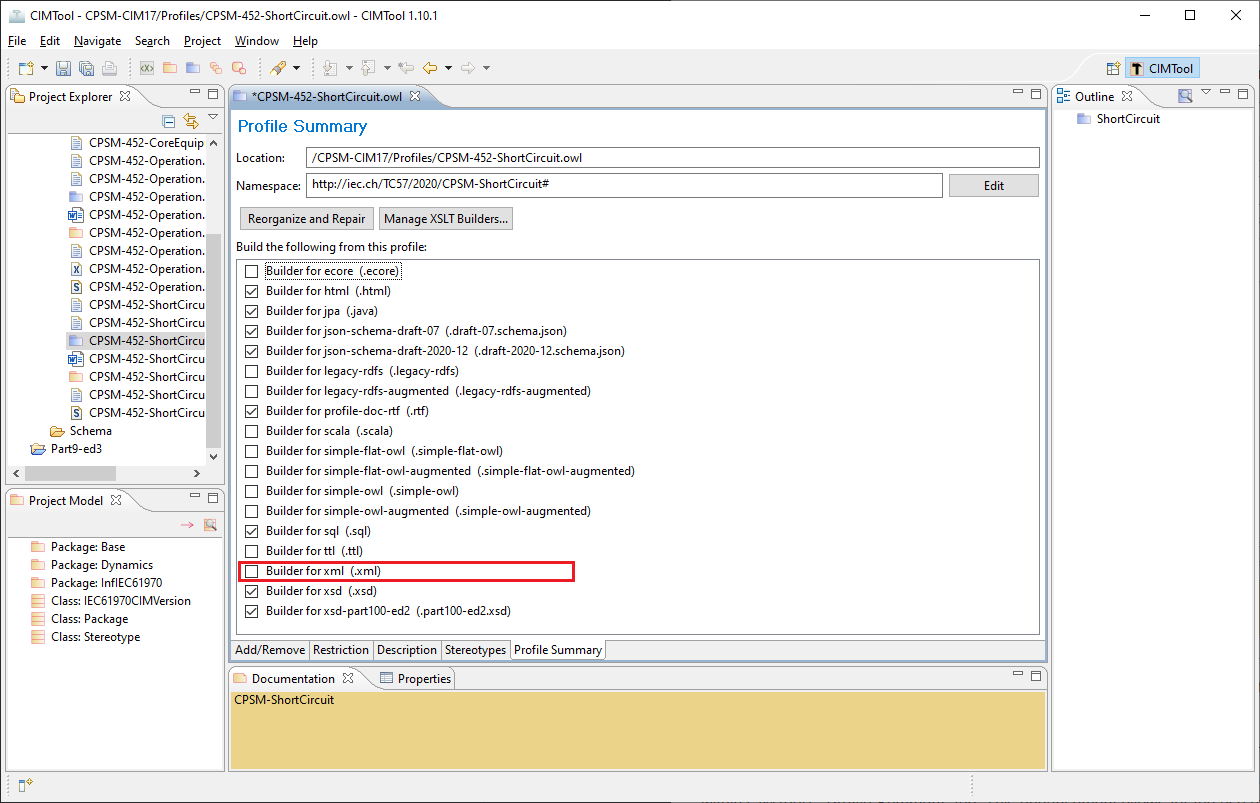 CIMTool - CPSM-CIM17/Profiles/CPSM-452-ShortCircuit.owl - CIMTool 1.10.1
File Edit Navigate Search Project Window Help
CIMTool
Project Explorer
CPSM-452-CoreEquip
CPSM-452-Operation.
CPSM-452-Operation.
CPSM-452-Operation.
CPSM-452-Operation.
CPSM-452-Operation.
CPSM-452-Operation.
CPSM-452-Operation.
CPSM-452-Operation.
CPSM-452-ShortCircu
CPSM-452-ShortCircu
CPSM-452-ShortCircu
CPSM-452-ShortCircu
CPSM-452-ShortCircu
CPSM-452-ShortCircu
CPSM-452-ShortCircu
Schema
Part9-ed3
Project Model
Package: Base
Package: Dynamics
Package: InfIEC61970
Class: IEC61970CIMVersion
Class: Package
Class: Stereotype
*CPSM-452-ShortCircuit.owl
Profile Summary
Location: /CPSM-CIM17/Profiles/CPSM-452-ShortCircuit.owl
Namespace: http://iec.ch/TC57/2020/CPSM-ShortCircuit# Edit
Reorganize and Repair Manage XSLT Builders...
Build the following from this profile:
Builder for ecore (.ecore)
Builder for html (.html)
Builder for jpa (.java)
Builder for json-schema-draft-07 (.draft-07.schema.json)
Builder for json-schema-draft-2020-12 (.draft-2020-12.schema.json)
Builder for legacy-rdfs (.legacy-rdfs)
Builder for legacy-rdfs-augmented (.legacy-rdfs-augmented)
Builder for profile-doc-rtf (.rtf)
Builder for scala (.scala)
Builder for simple-flat-owl (.simple-flat-owl)
Builder for simple-flat-owl-augmented (.simple-flat-owl-augmented)
Builder for simple-owl (.simple-owl)
Builder for simple-owl-augmented (.simple-owl-augmented)
Builder for sql (.sql)
Builder for ttl (.ttl)
Builder for xml (.xml)
Builder for xsd (.xsd)
Builder for xsd-part100-ed2 (.part100-ed2.xsd)
Add/Remove Restriction Description Stereotypes Profile Summary
Documentation Properties
CPSM-ShortCircuit
Outline
ShortCircuit